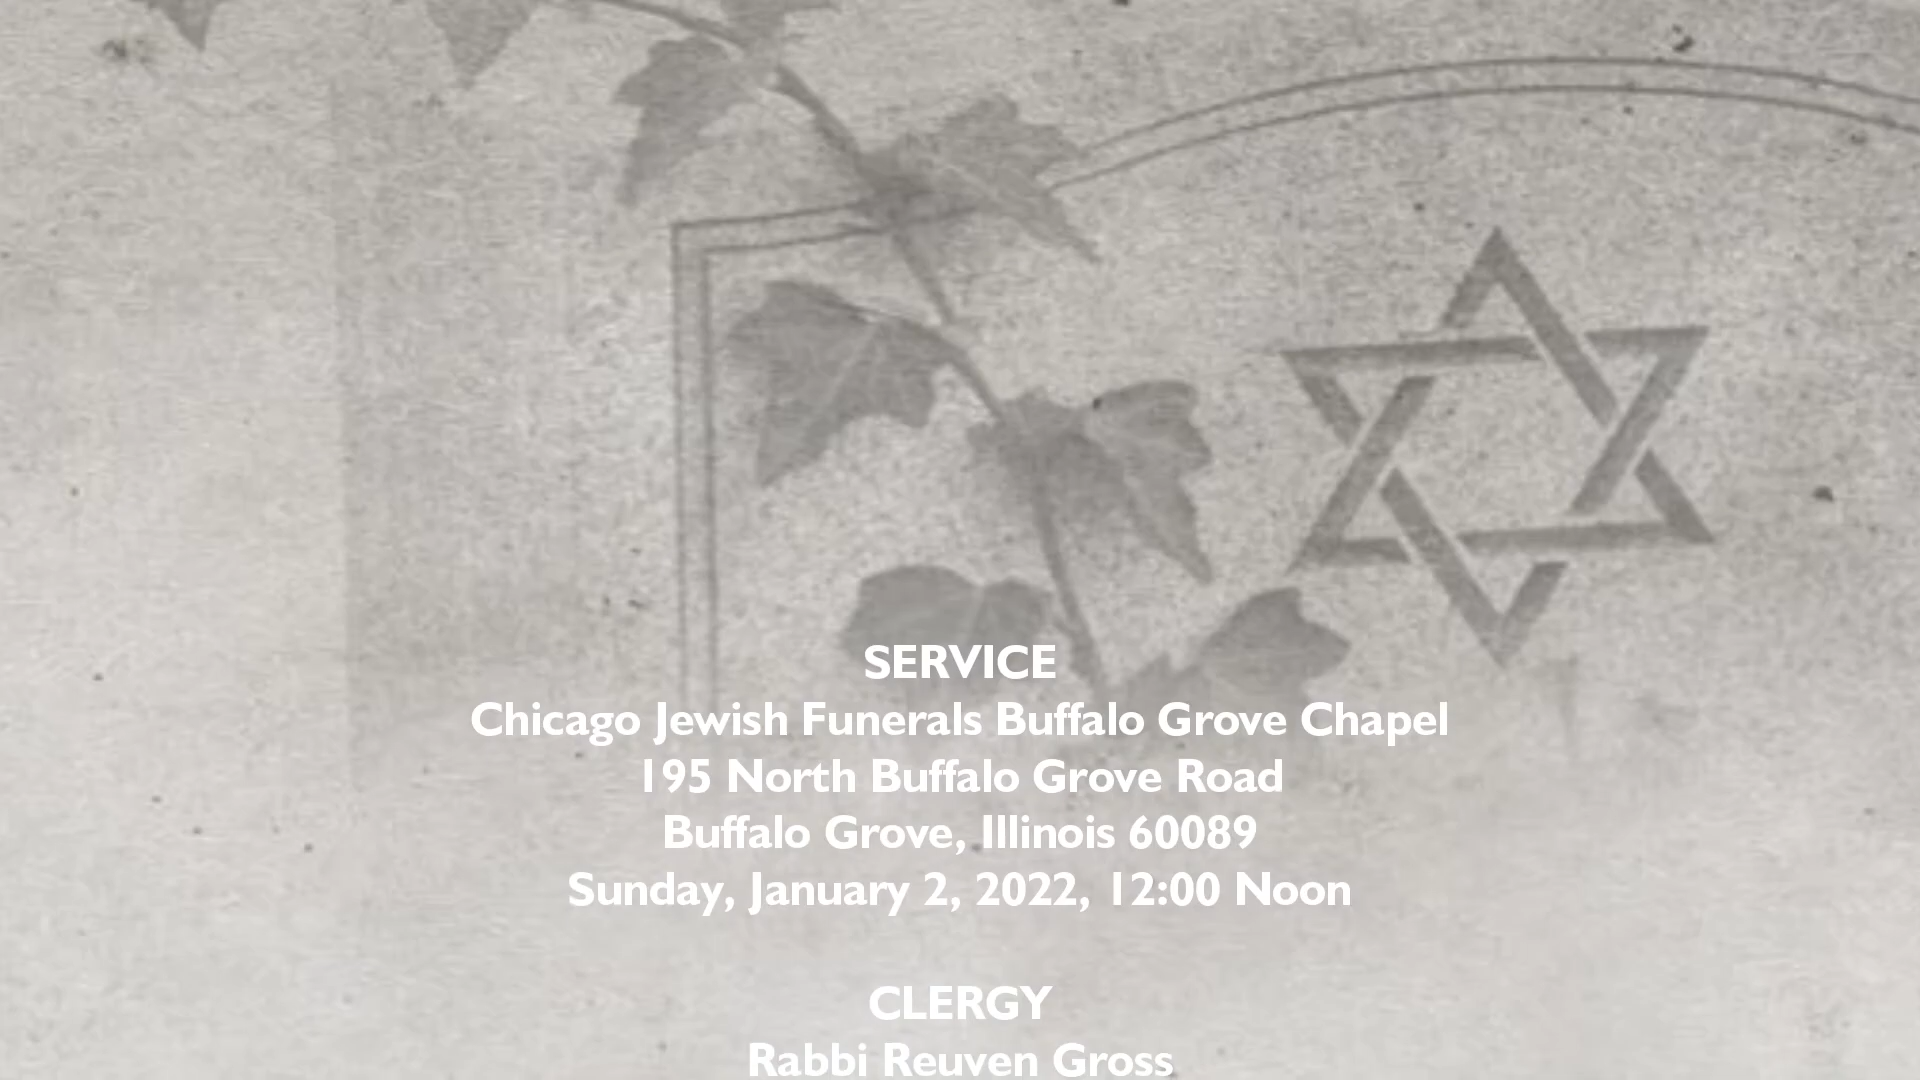 SERVICE
Chicago Jewish Funerals Buffalo Grove Chapel
195 North Buffalo Grove Road
Buffalo Grove, Illinois 60089
Sunday, January 2, 2022, 12:00 Noon
CLERGY
Rabbi Reuven Gross